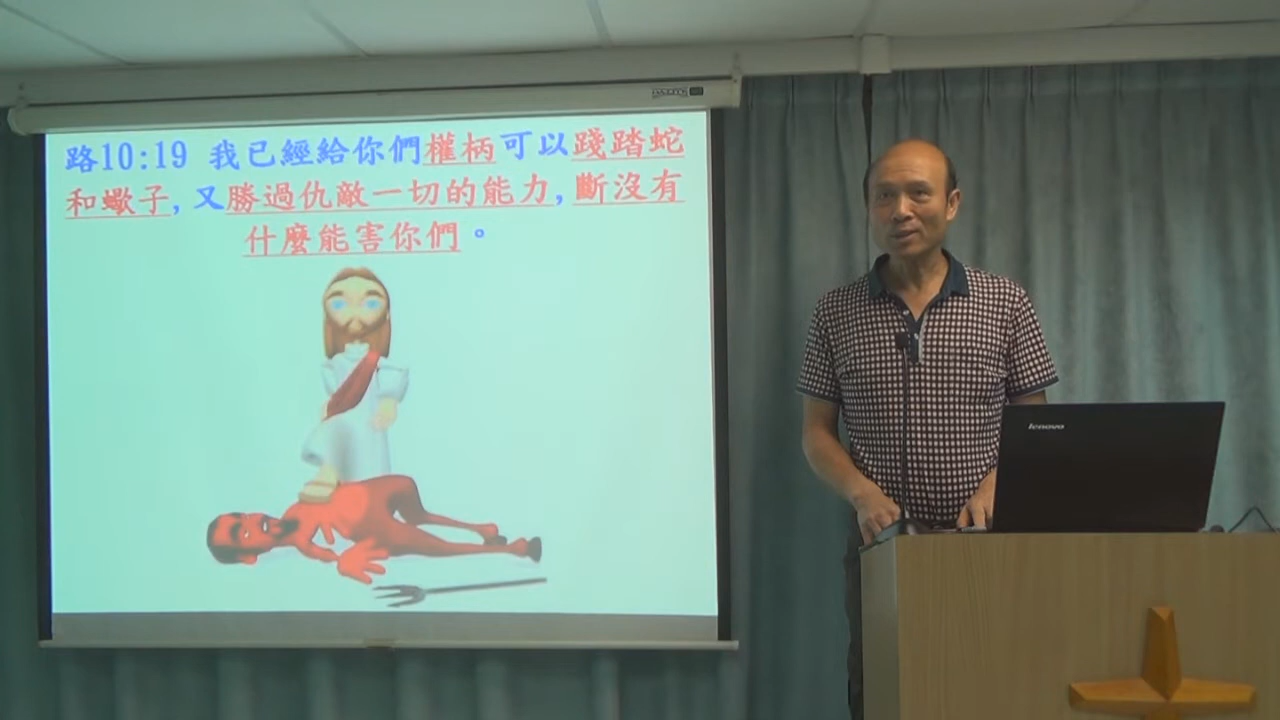 路10:19 我已經給你們權柄可以踐踏蛇
和蠍子,又勝過仇敵一切的能力,斷沒有
什麼能害你們。
lenovo